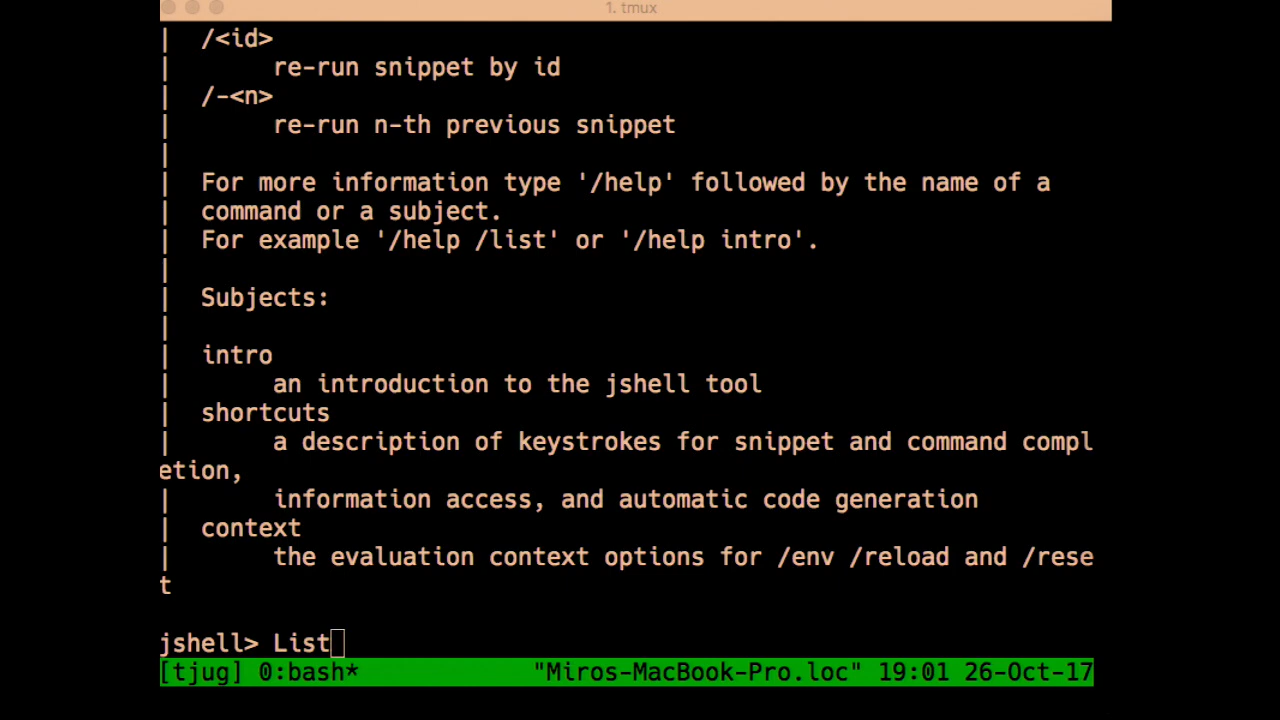 1. tmux
|  /<id>
|       re-run snippet by id
|  /-<n>
|       re-run n-th previous snippet
|
|  For more information type '/help' followed by the name of a
|  command or a subject.
|  For example '/help /list' or '/help intro'.
|
|  Subjects:
|
|  intro
|       an introduction to the jshell tool
|  shortcuts
|       a description of keystrokes for snippet and command compl
etion,
|       information access, and automatic code generation
|  context
|       the evaluation context options for /env /reload and /rese
t
jshell> List
[tjug] 0:bash* "Miros-MacBook-Pro.loc" 19:01 26-Oct-17